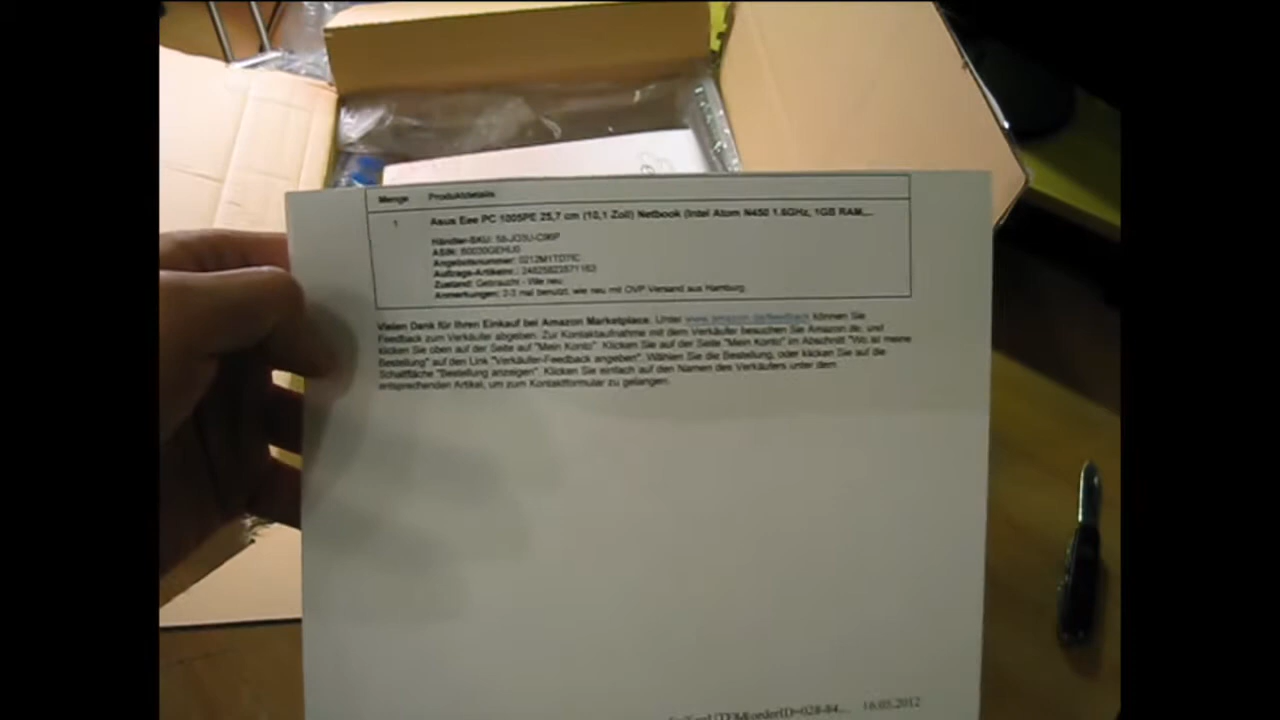 Menge Produktdetails
1 Asus Eee PC 1005PE 25,7 cm (10,1 Zoll) Netbook (Intel Atom N450 1.6GHz, 1GB RAM,...
Händler-SKU:
ASIN:
Angebotsnummer:
Auftrags-Artikelnr.:
Zustand: Gebraucht - Wie neu
Anmerkungen: 2-3 mal benutzt, wie neu mit OVP Versand aus Hamburg.
Vielen Dank für Ihren Einkauf bei Amazon Marketplace. Unter www.amazon.de/feedback können Sie
Feedback zum Verkäufer abgeben. Zur Kontaktaufnahme mit dem Verkäufer besuchen Sie Amazon.de, und
klicken Sie oben auf der Seite auf "Mein Konto". Klicken Sie auf der Seite "Mein Konto" im Abschnitt "Wo ist meine
Bestellung" auf den Link "Verkäufer-Feedback angeben". Wählen Sie die Bestellung, oder klicken Sie auf die
Schaltfläche "Bestellung anzeigen". Klicken Sie einfach auf den Namen des Verkäufers unter dem
entsprechenden Artikel, um zum Kontaktformular zu gelangen.
orderID=028-84... 16.03.2012